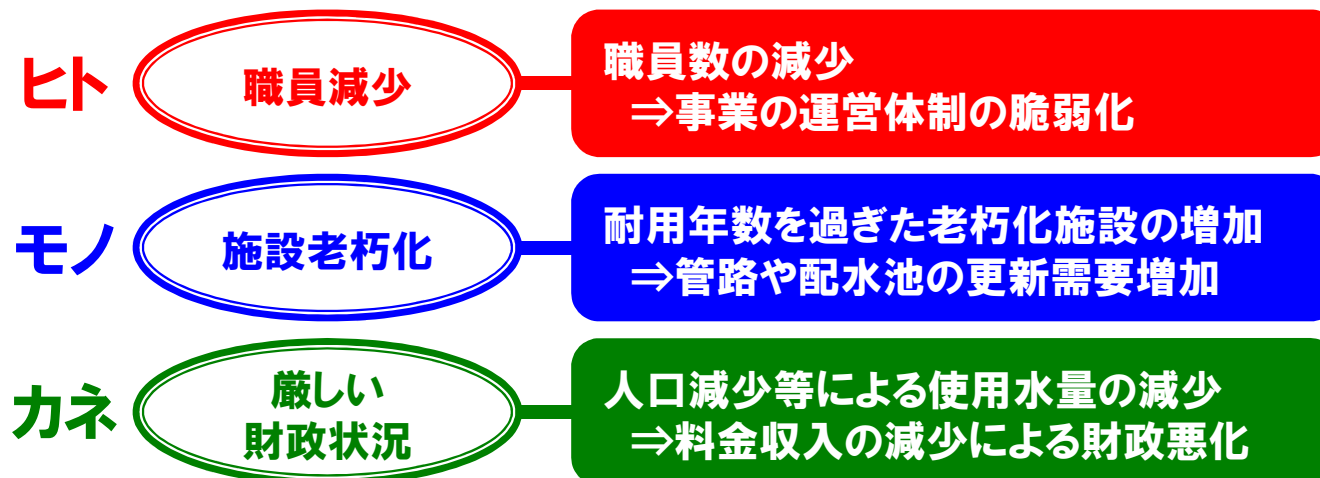 ヒト
職員減少
職員数の減少
⇒事業の運営体制の脆弱化
モノ
施設老朽化
耐用年数を過ぎた老朽化施設の増加
⇒管路や配水池の更新需要増加
カネ
厳しい
財政状況
人口減少等による使用水量の減少
⇒料金収入の減少による財政悪化